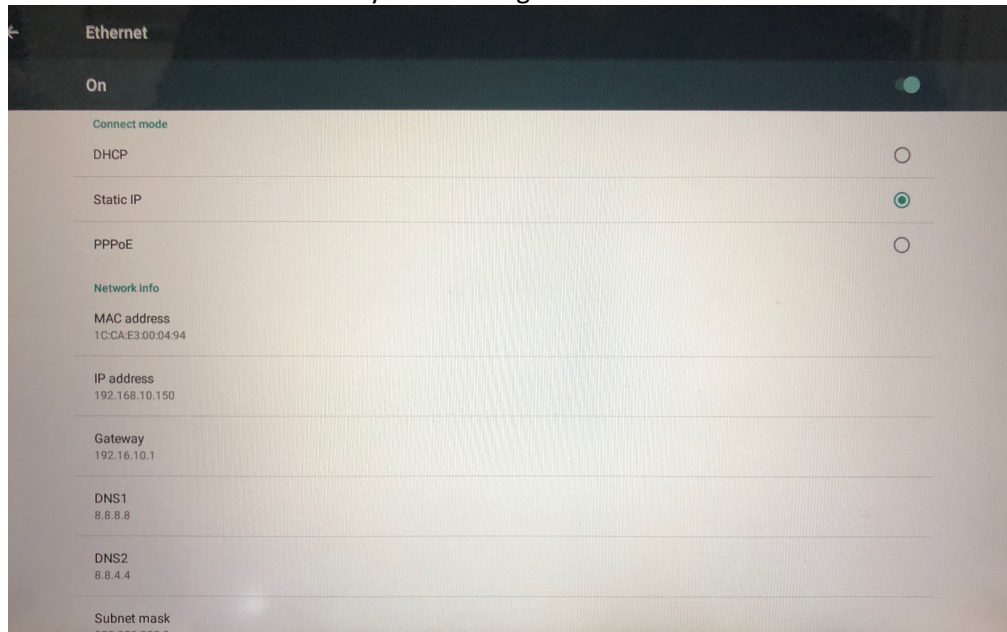 Ethernet
On
Connect mode
DHCP
Static IP
PPPoE
Network info
MAC address
1C:CA:E3:00:04:94
IP address
192.168.10.150
Gateway
192.16.10.1
DNS1
8.8.8.8
DNS2
8.8.4.4
Subnet mask